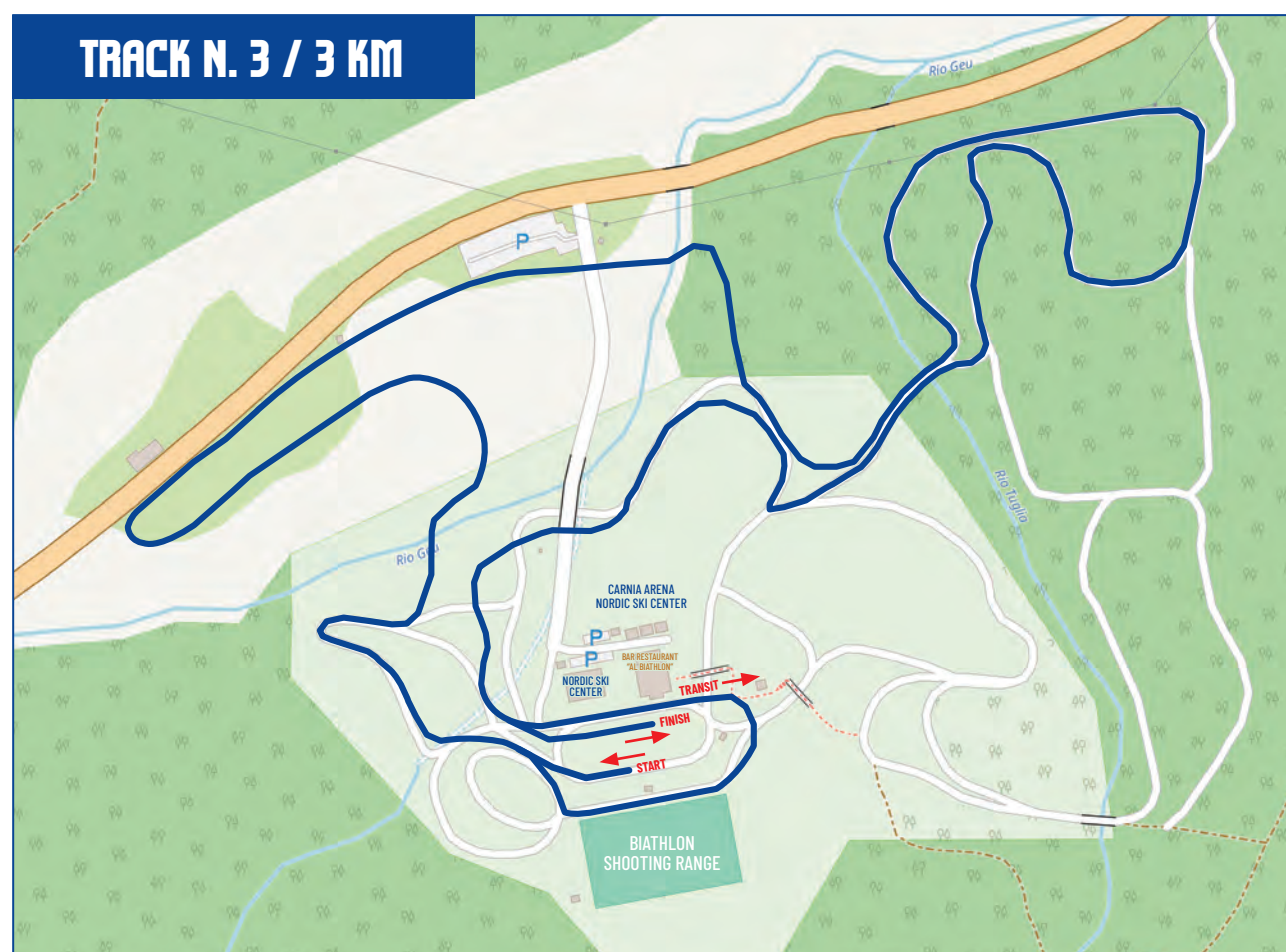 TRACK N. 3 / 3 KM
Rio Geu
P
Rio Tuglio
Rio Geu
CARNIA ARENA
NORDIC SKI CENTER
P
P
BAR RESTAURANT
"AL BIATHLON"
NORDIC SKI
CENTER
TRANSIT
FINISH
START
BIATHLON
SHOOTING RANGE